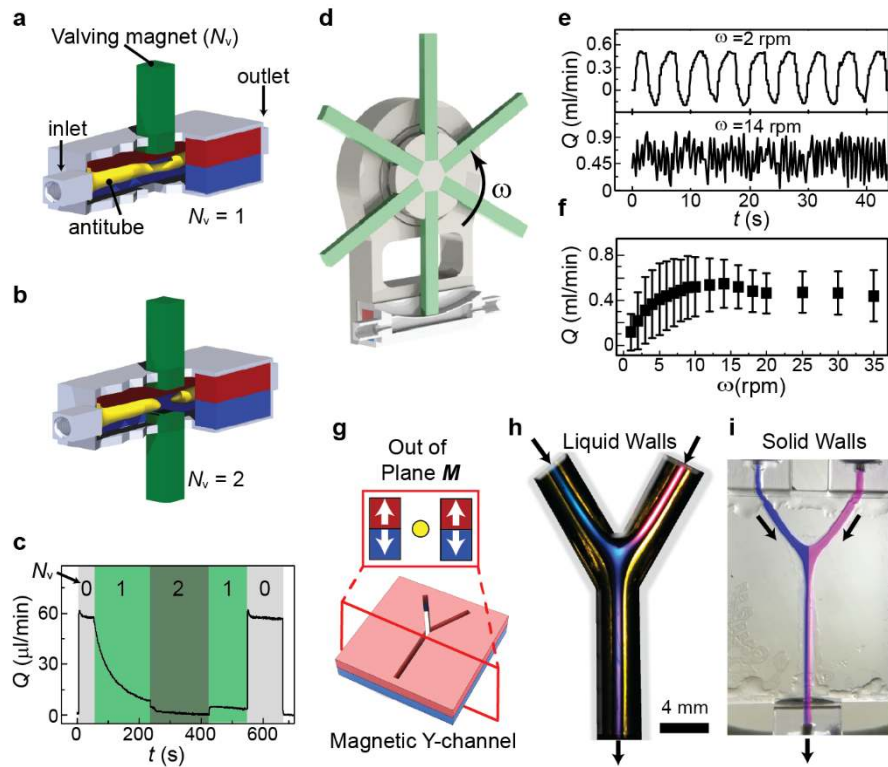 a
Valving magnet (Nv)
outlet
inlet
antitube
Nv = 1
b
Nv = 2
c
Nv
0 1 2 1 0
Q (µl/min)
60
30
0
0 200 400 600
t (s)
d
ω
e
ω =2 rpm
Q (ml/min)
0.6
0.3
0
ω =14 rpm
0.9
0.45
0
0 10 20 30 40
t (s)
f
Q (ml/min)
0.8
0.4
0
0 5 10 15 20 25 30 35
ω(rpm)
g
Out of
Plane M
Magnetic Y-channel
h
Liquid Walls
4 mm
i
Solid Walls